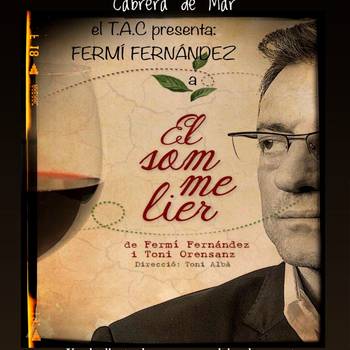 Cabrera de Mar
el T.A.C presenta:
FERMÍ FERNÁNDEZ
a
El
som
me
lier
de Fermí Fernández
i Toni Orensanz
Direcció: Toni Albà